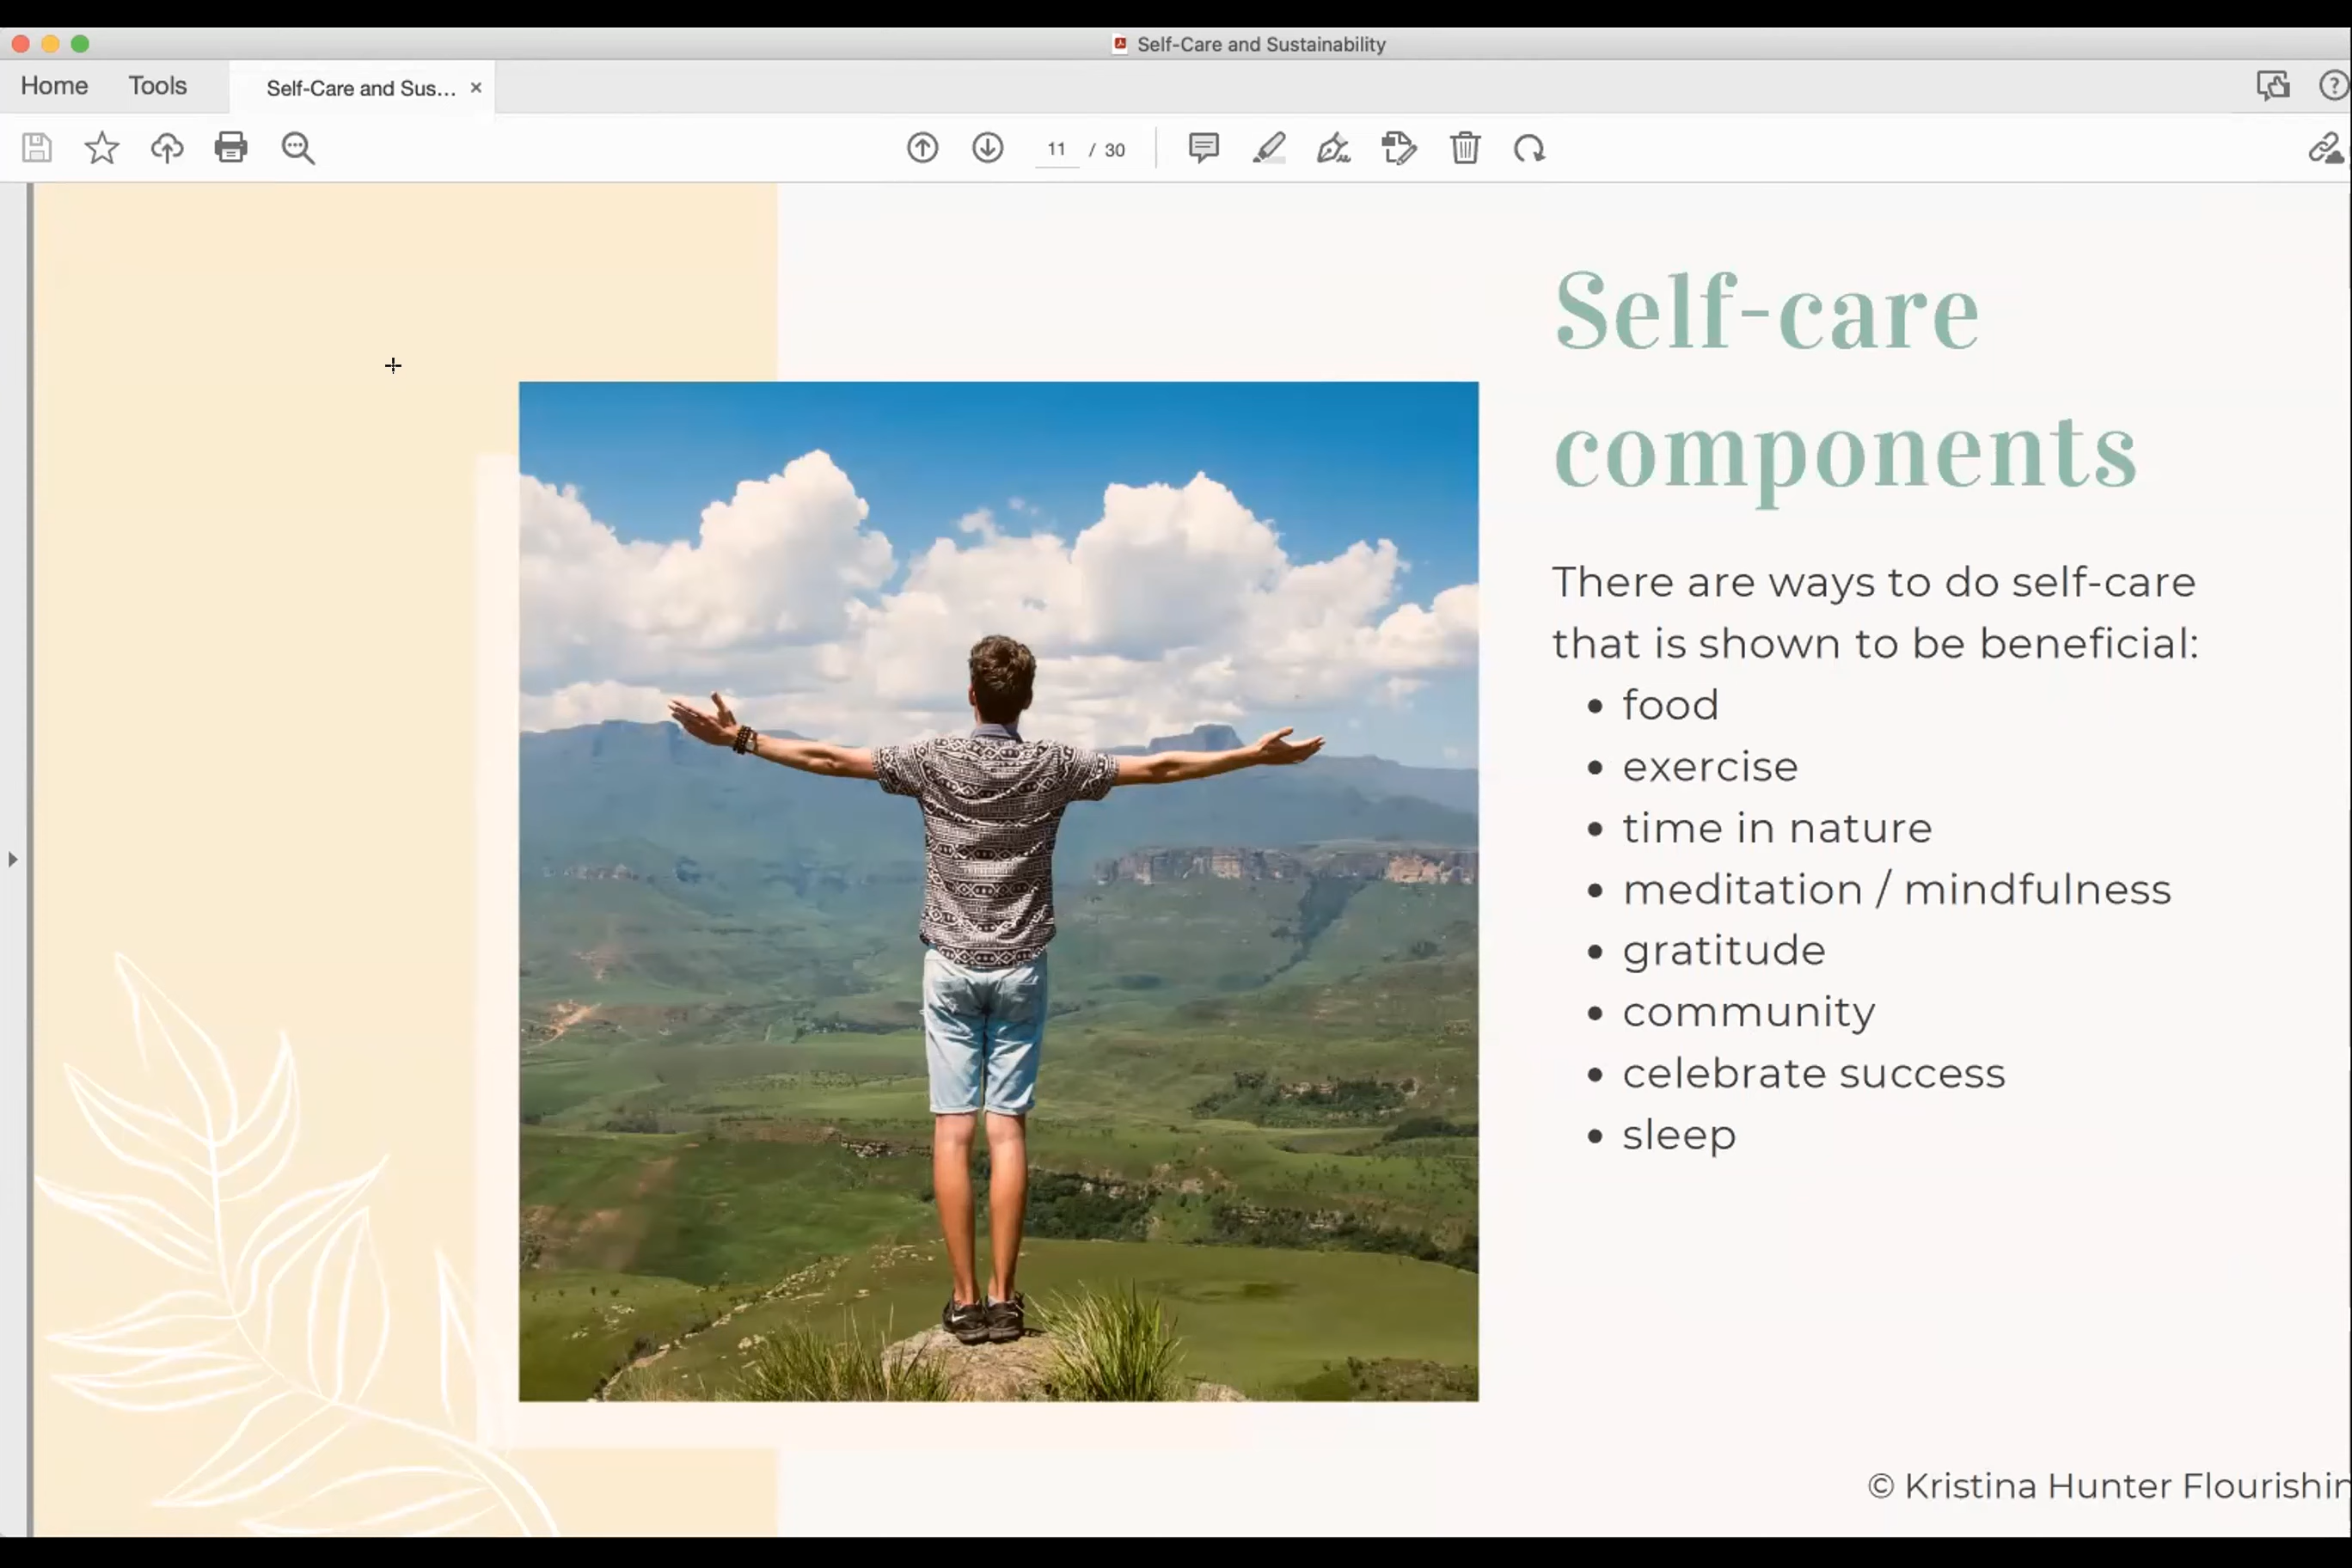 Self-Care and Sustainability
Home Tools Self-Care and Sus... ×
11 / 30
Self-care
components
There are ways to do self-care
that is shown to be beneficial:
• food
• exercise
• time in nature
• meditation / mindfulness
• gratitude
• community
• celebrate success
• sleep
© Kristina Hunter Flourishin